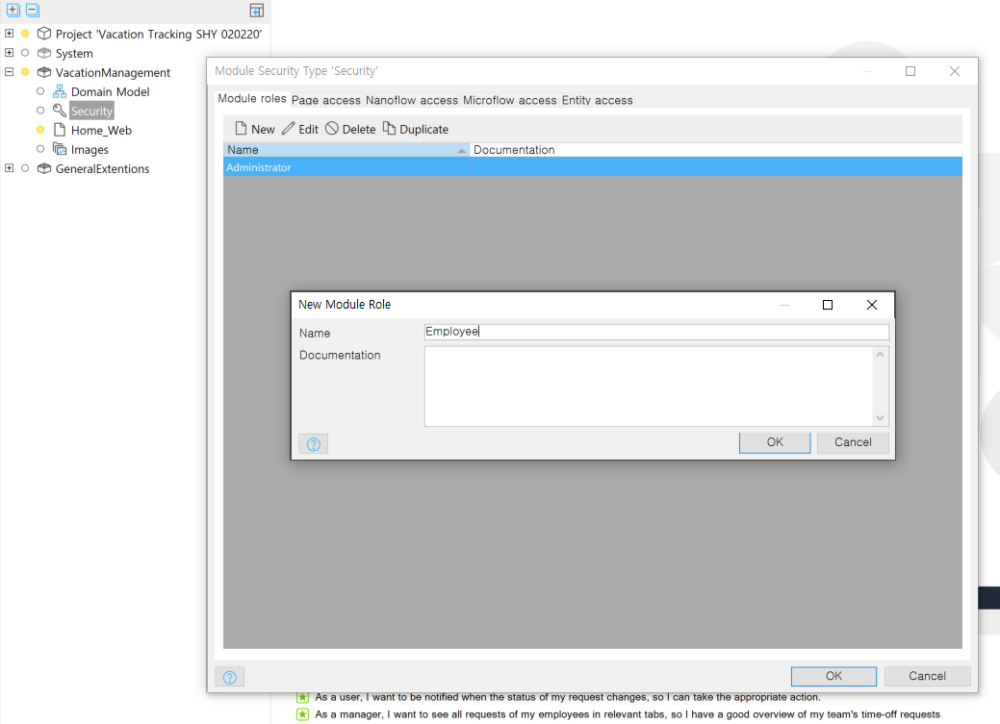 Project 'Vacation Tracking SHY 020220'
System
VacationManagement
Domain Model
Security
Home_Web
Images
GeneralExtentions
Module Security Type 'Security'
Module roles Page access Nanoflow access Microflow access Entity access
New Edit Delete Duplicate
Name Documentation
Administrator
New Module Role
Name Employee
Documentation
OK Cancel
OK Cancel
As a user, I want to be notified when the status of my request changes, so I can take the appropriate action.
As a manager, I want to see all requests of my employees in relevant tabs, so I have a good overview of my team's time-off requests